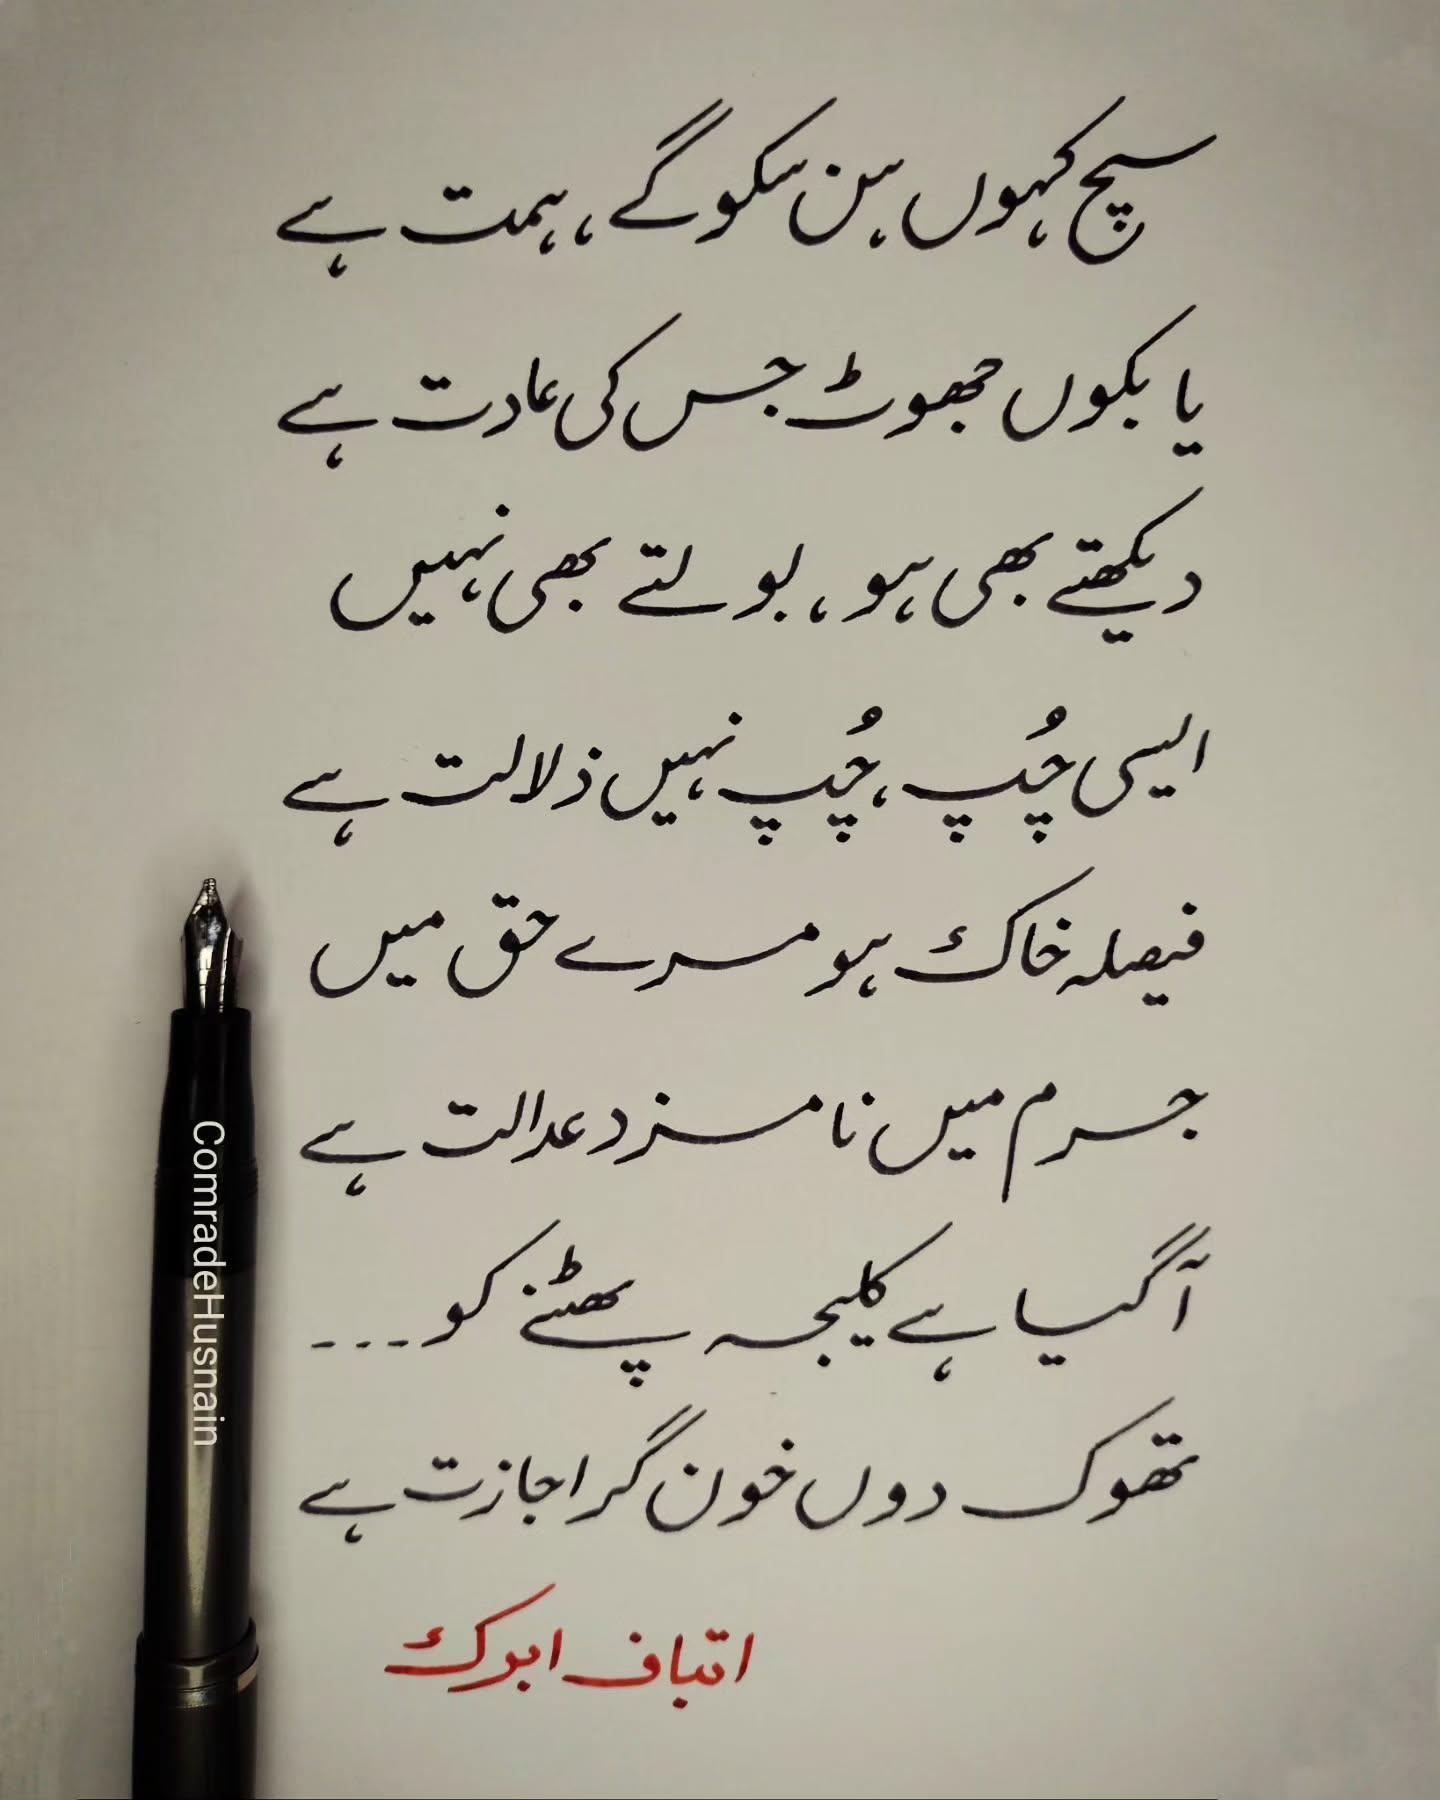 سچ کہوں سن سکو گے، ہمت ہے
یا بکوں جھوٹ جس کی عادت ہے
دیکھتے بھی ہو، بولتے بھی نہیں
ایسی چُپ، چُپ نہیں ذلالت ہے
فیصلہ خاک ہو مرے حق میں
جرم میں نامزد عدالت ہے
آگیا ہے کلیجہ پھٹنے کو ---
تھوک دوں خون گر اجازت ہے
اتباف ابرک
ComradeHusnain